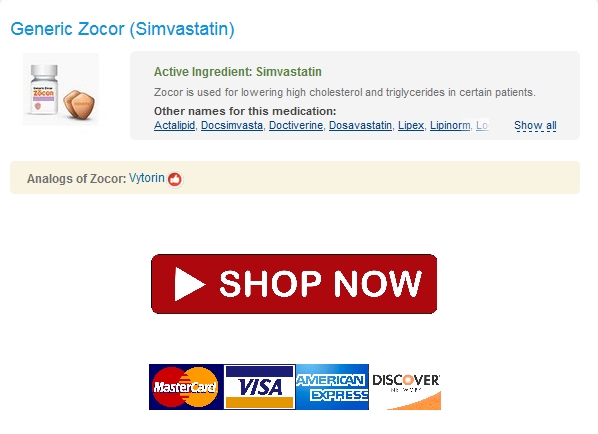 Generic Zocor (Simvastatin)
Active Ingredient: Simvastatin
Zocor is used for lowering high cholesterol and triglycerides in certain patients.
Other names for this medication:
Actalipid, Docsimvasta, Doctiverine, Dosavastatin, Lipex, Lipinorm, Lo
Show all
Analogs of Zocor: Vytorin
SHOP NOW
MasterCard
VISA
AMERICAN EXPRESS
DISCOVER
NETWORK